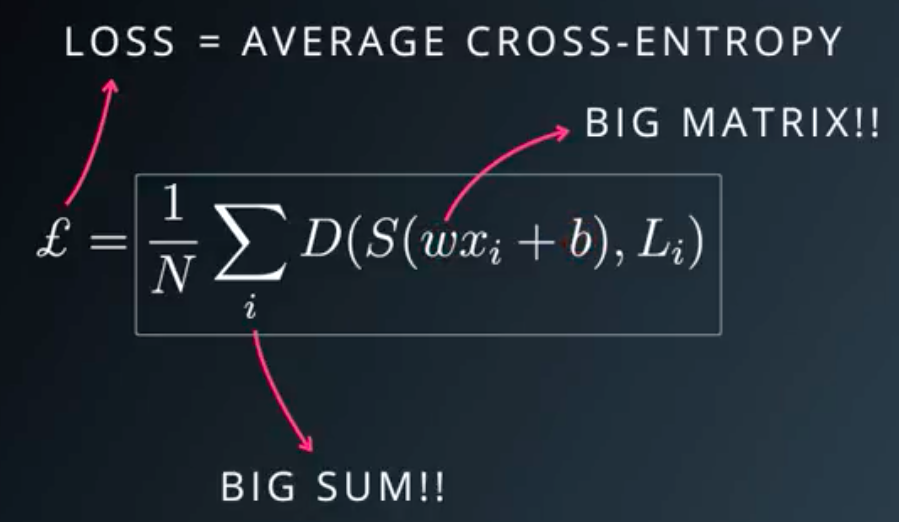 LOSS = AVERAGE CROSS-ENTROPY
BIG MATRIX!!
£ = 1/N ∑_i D(S(wx_i + b), L_i)
BIG SUM!!